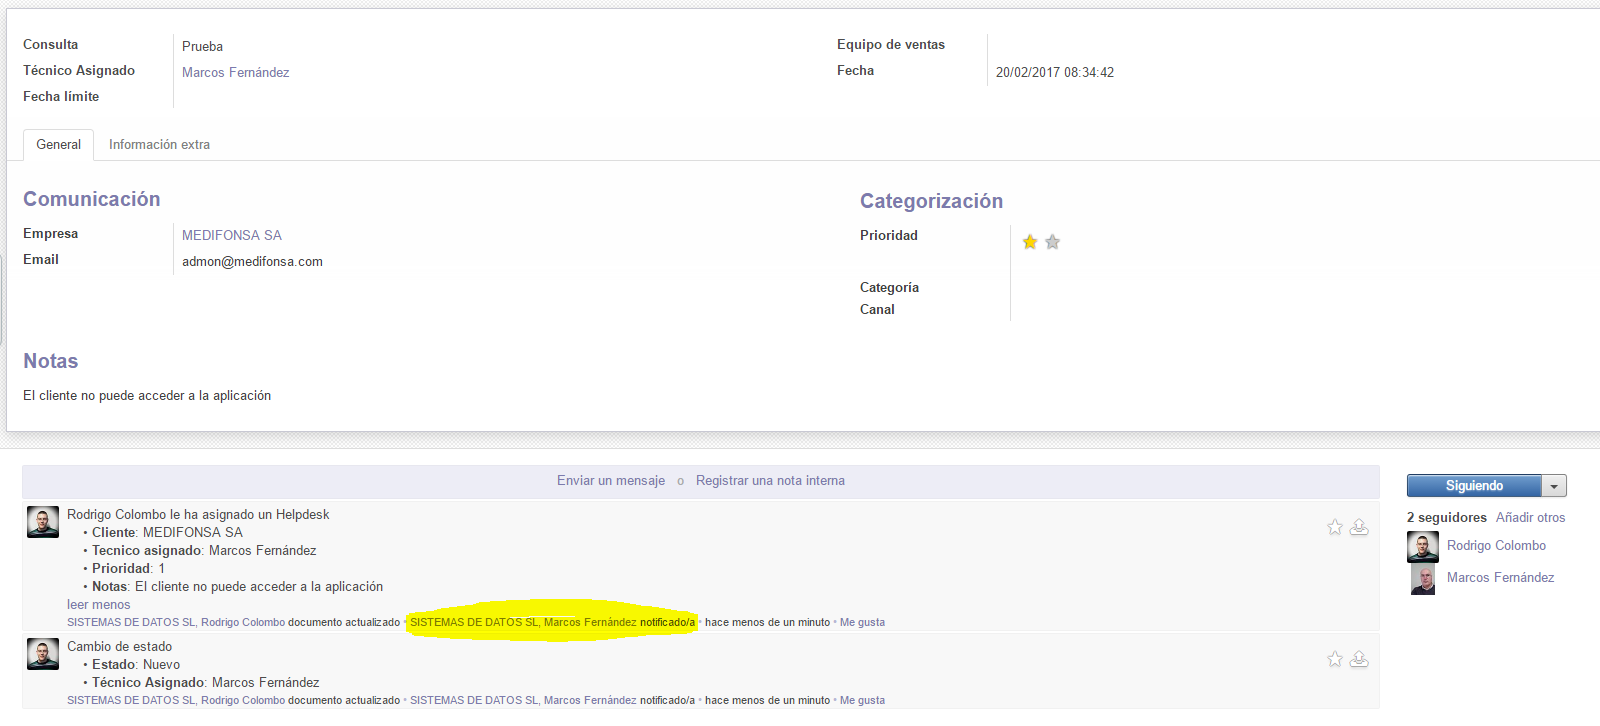 Consulta Prueba
Técnico Asignado Marcos Fernández
Fecha límite
Equipo de ventas
Fecha 20/02/2017 08:34:42
General Información extra
Comunicación
Empresa MEDIFONSA SA
Email admon@medifonsa.com
Categorización
Prioridad
Categoría
Canal
Notas
El cliente no puede acceder a la aplicación
Enviar un mensaje o Registrar una nota interna
Rodrigo Colombo le ha asignado un Helpdesk
• Cliente: MEDIFONSA SA
• Tecnico asignado: Marcos Fernández
• Prioridad: 1
• Notas: El cliente no puede acceder a la aplicación
leer menos
SISTEMAS DE DATOS SL, Rodrigo Colombo documento actualizado • SISTEMAS DE DATOS SL, Marcos Fernández notificado/a • hace menos de un minuto • Me gusta
Cambio de estado
• Estado: Nuevo
• Técnico Asignado: Marcos Fernández
SISTEMAS DE DATOS SL, Rodrigo Colombo documento actualizado • SISTEMAS DE DATOS SL, Marcos Fernández notificado/a • hace menos de un minuto • Me gusta
Siguiendo
2 seguidores Añadir otros
Rodrigo Colombo
Marcos Fernández